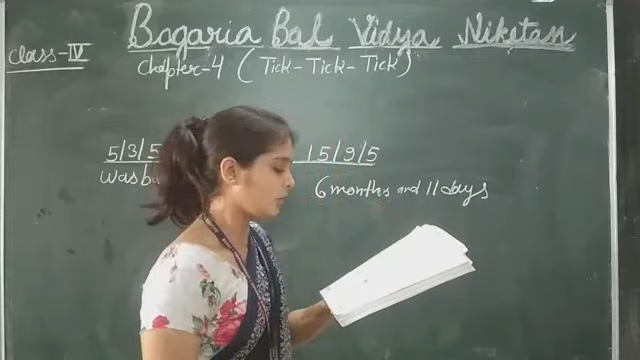 Bagaria Bal Vidya Niketan
Class-IV
Chapter-4 (Tick-Tick-Tick)
5/3/5 15/9/5
was 6 months and 11 days